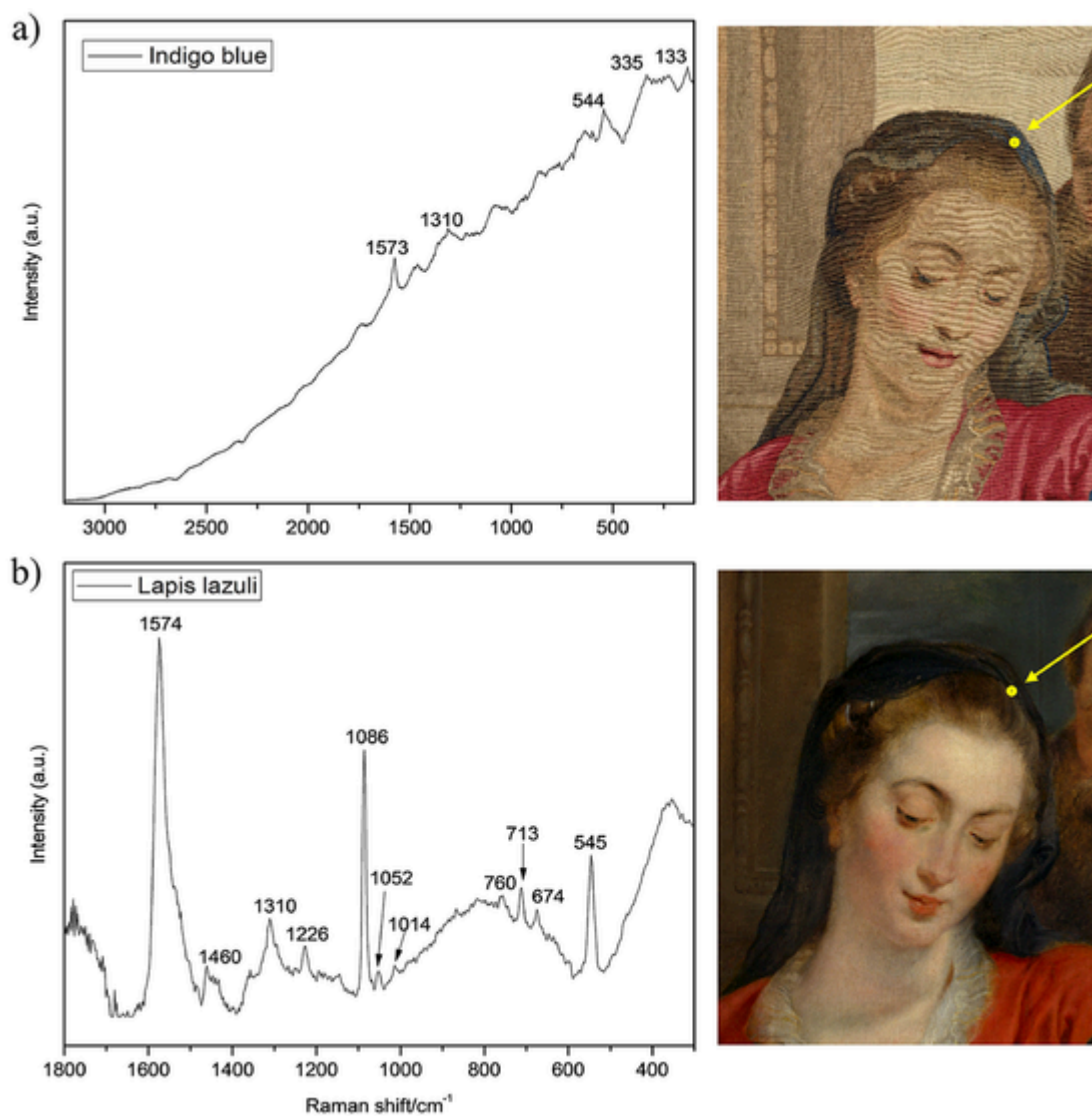 a)
Indigo blue
335 133
544
1310
1573
Intensity (a.u.)
3000 2500 2000 1500 1000 500
b)
Lapis lazuli
1574
1086
713
545
1052
760
674
1310
1014
1226
1460
Intensity (a.u.)
1800 1600 1400 1200 1000 800 600 400
Raman shift/cm-1